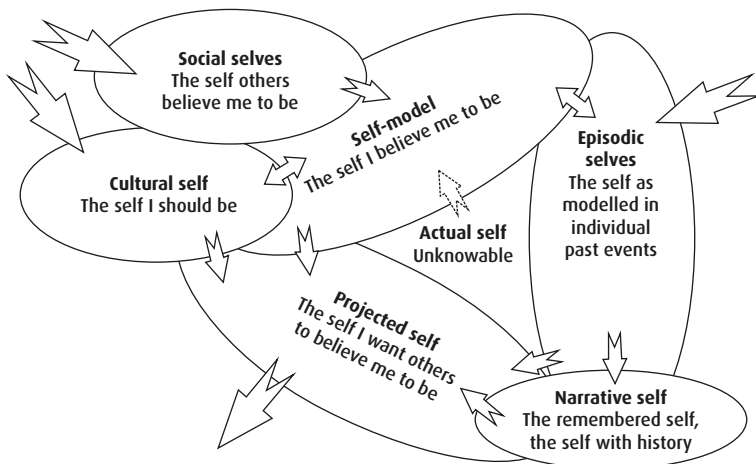 Social selves
The self others
believe me to be
Self-model
The self I believe me to be
Cultural self
The self I should be
Episodic
selves
The self as
modelled in
individual
past events
Actual self
Unknowable
Projected self
The self I want others
to believe me to be
Narrative self
The remembered self,
the self with history